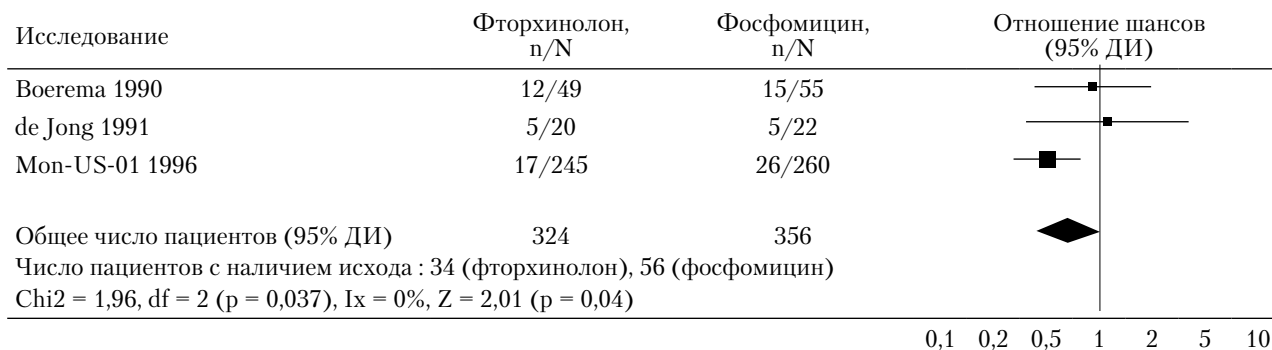 Исследование Фторхинолон, n/N Фосфомицин, n/N Отношение шансов (95% ДИ)
Boerema 1990 12/49 15/55
de Jong 1991 5/20 5/22
Mon-US-01 1996 17/245 26/260
Общее число пациентов (95% ДИ) 324 356
Число пациентов с наличием исхода : 34 (фторхинолон), 56 (фосфомицин)
Chi2 = 1,96, df = 2 (p = 0,037), Ix = 0%, Z = 2,01 (p = 0,04)
0,1 0,2 0,5 1 2 5 10